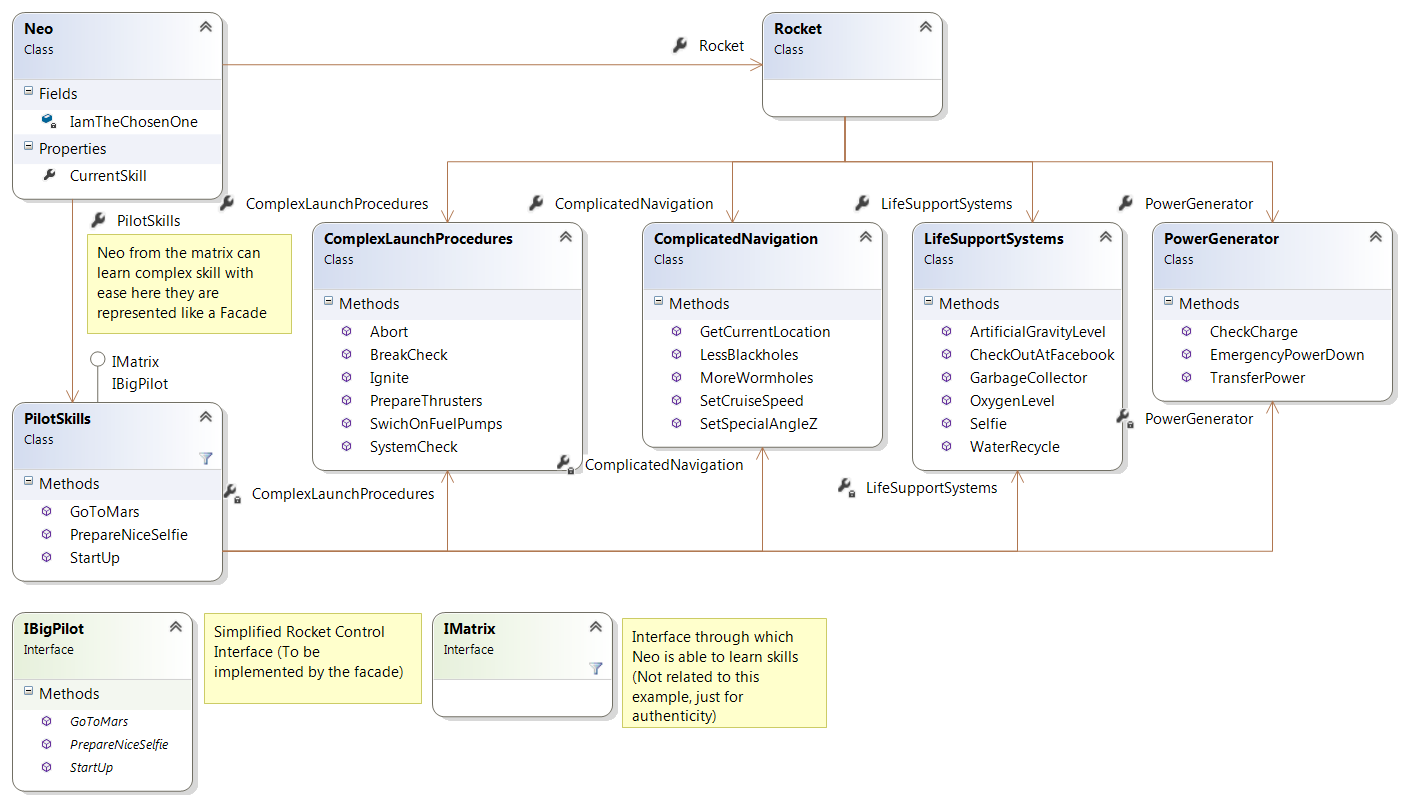 Neo
Class
Fields
IamTheChosenOne
Properties
CurrentSkill
Rocket
Rocket
Class
PilotSkills
Neo from the matrix can
learn complex skill with
ease here they are
represented like a Facade
IMatrix
IBigPilot
PilotSkills
Class
Methods
GoToMars
PrepareNiceSelfie
StartUp
ComplexLaunchProcedures
ComplexLaunchProcedures
Class
Methods
Abort
BreakCheck
Ignite
PrepareThrusters
SwichOnFuelPumps
SystemCheck
ComplexLaunchProcedures
ComplicatedNavigation
ComplicatedNavigation
Class
Methods
GetCurrentLocation
LessBlackholes
MoreWormholes
SetCruiseSpeed
SetSpecialAngleZ
ComplicatedNavigation
LifeSupportSystems
LifeSupportSystems
Class
Methods
ArtificialGravityLevel
CheckOutAtFacebook
GarbageCollector
OxygenLevel
Selfie
WaterRecycle
LifeSupportSystems
PowerGenerator
PowerGenerator
Class
Methods
CheckCharge
EmergencyPowerDown
TransferPower
PowerGenerator
IBigPilot
Interface
Methods
GoToMars
PrepareNiceSelfie
StartUp
Simplified Rocket Control
Interface (To be
implemented by the facade)
IMatrix
Interface
Interface through which
Neo is able to learn skills
(Not related to this
example, just for
authenticity)